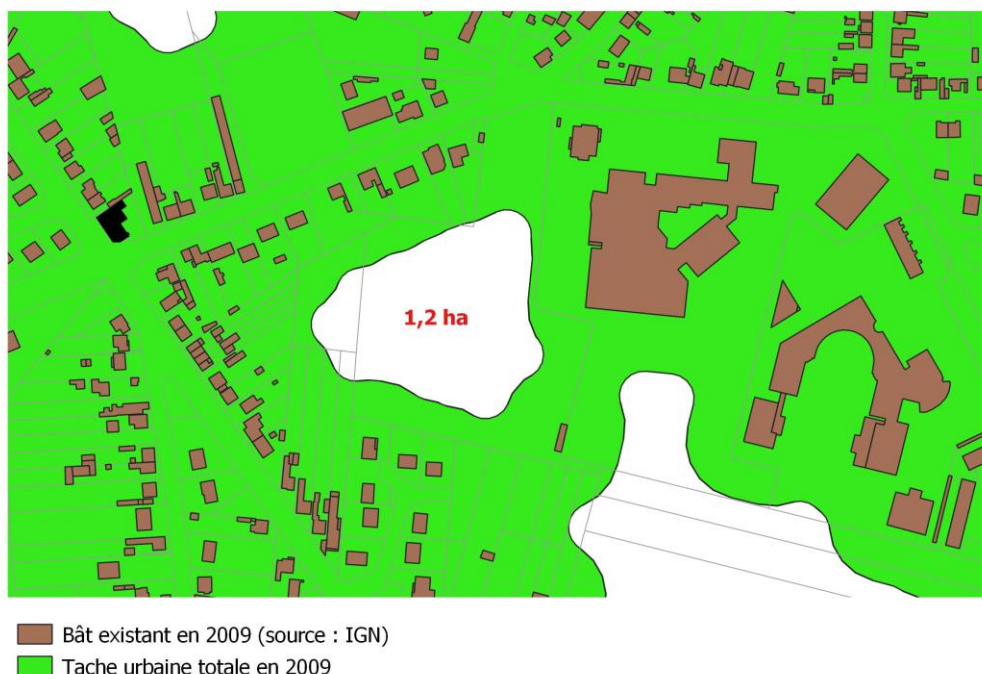 1,2 ha
Bât existant en 2009 (source : IGN)
Tache urbaine totale en 2009